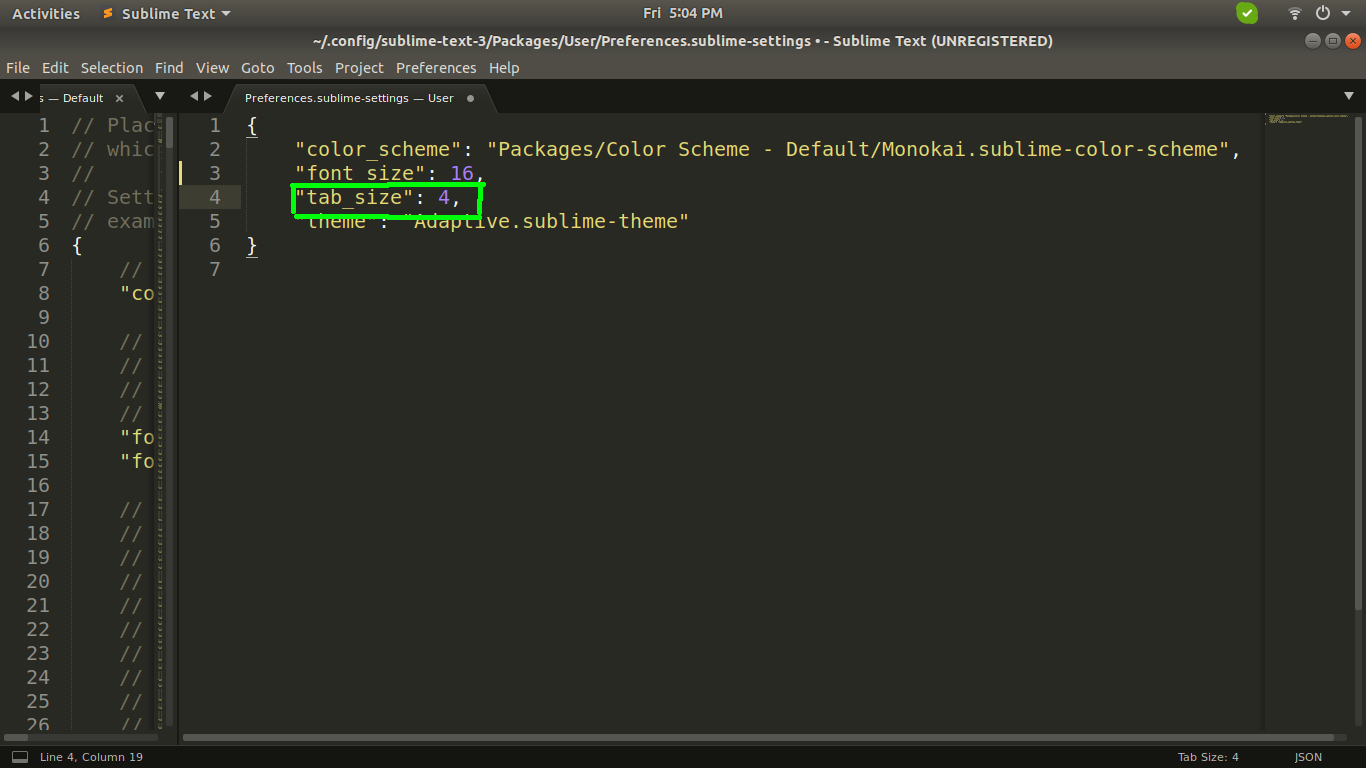 Activities Sublime Text Fri 5:04 PM
~/.config/sublime-text-3/Packages/User/Preferences.sublime-settings • - Sublime Text (UNREGISTERED)
File Edit Selection Find View Goto Tools Project Preferences Help
s — Default × Preferences.sublime-settings — User
1 // Plac
2 // whic
3 //
4 // Sett
5 // exam
6 {
7 //
8 "co
9
10 //
11 //
12 //
13 //
14 "fo
15 "fo
16
17 //
18 //
19 //
20 //
21 //
22 //
23 //
24 //
25 //
26 //
1 {
2 "color_scheme": "Packages/Color Scheme - Default/Monokai.sublime-color-scheme",
3 "font_size": 16,
4 "tab_size": 4,
5 "theme": "Adaptive.sublime-theme"
6 }
7
Line 4, Column 19 Tab Size: 4 JSON